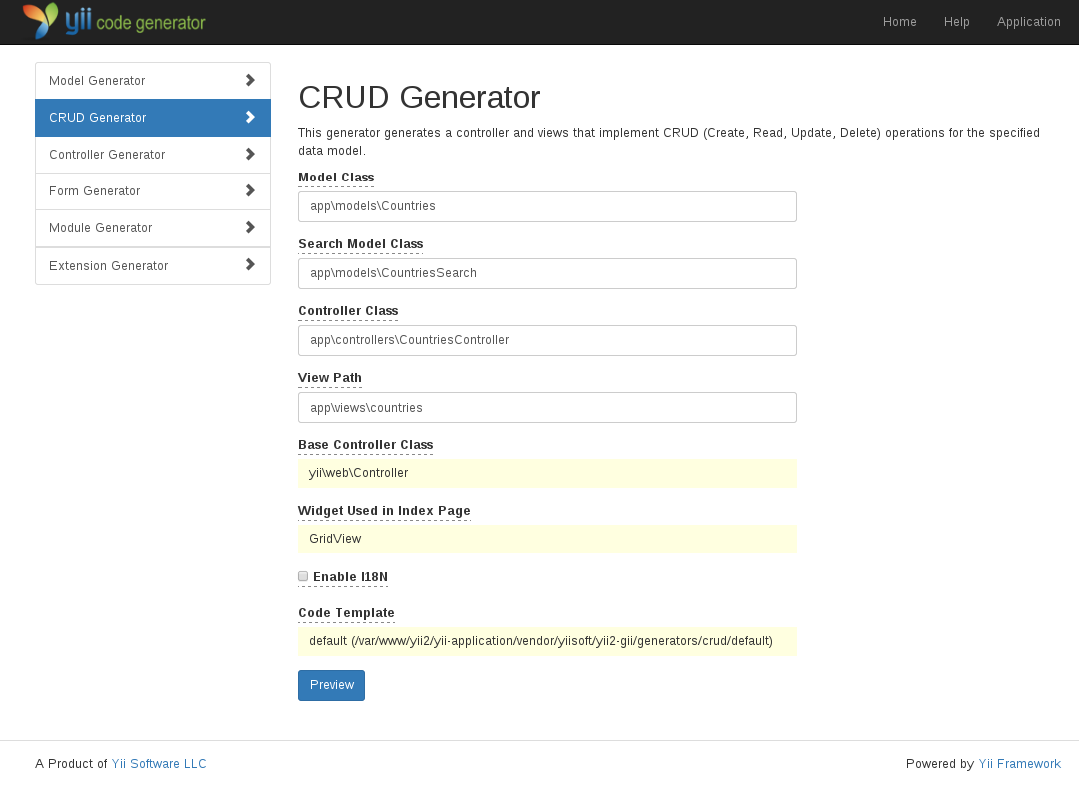 yii code generator
Home Help Application
Model Generator
CRUD Generator
Controller Generator
Form Generator
Module Generator
Extension Generator
CRUD Generator
This generator generates a controller and views that implement CRUD (Create, Read, Update, Delete) operations for the specified
data model.
Model Class
app\models\Countries
Search Model Class
app\models\CountriesSearch
Controller Class
app\controllers\CountriesController
View Path
app\views\countries
Base Controller Class
yii\web\Controller
Widget Used in Index Page
GridView
Enable I18N
Code Template
default (/var/www/yii2/yii-application/vendor/yiisoft/yii2-gii/generators/crud/default)
Preview
A Product of Yii Software LLC
Powered by Yii Framework